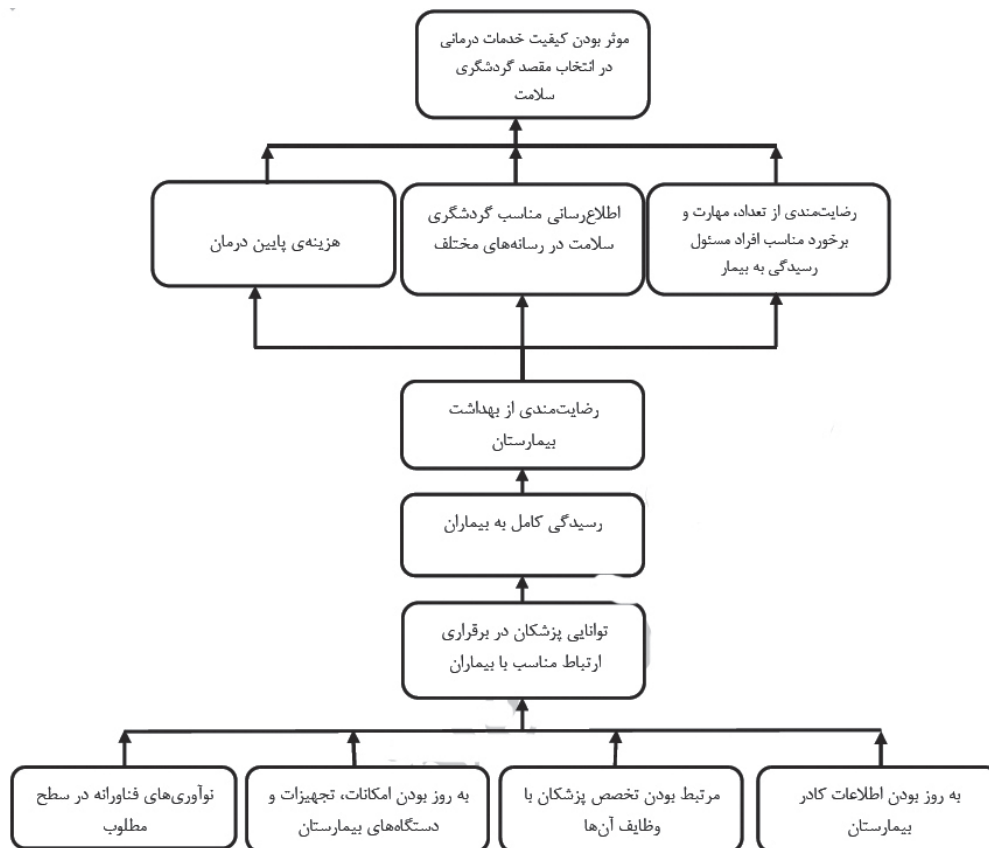 موثر بودن کیفیت خدمات درمانی
در انتخاب مقصد گردشگری
سلامت
رضایت‌مندی از تعداد، مهارت و
برخورد مناسب افراد مسئول
رسیدگی به بیمار
اطلاع‌رسانی مناسب گردشگری
سلامت در رسانه‌های مختلف
هزینه‌ی پایین درمان
رضایت‌مندی از بهداشت
بیمارستان
رسیدگی کامل به بیماران
توانایی پزشکان در برقراری
ارتباط مناسب با بیماران
به روز بودن اطلاعات کادر
بیمارستان
مرتبط بودن تخصص پزشکان با
وظایف آن‌ها
به روز بودن امکانات، تجهیزات و
دستگاه‌های بیمارستان
نوآوری‌های فناورانه در سطح
مطلوب